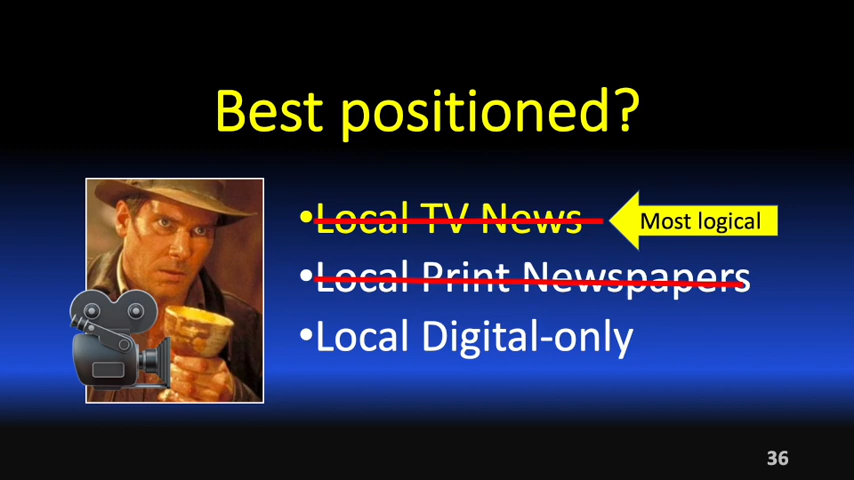 Best positioned?
•Local TV News
Most logical
•Local Print Newspapers
•Local Digital-only
36